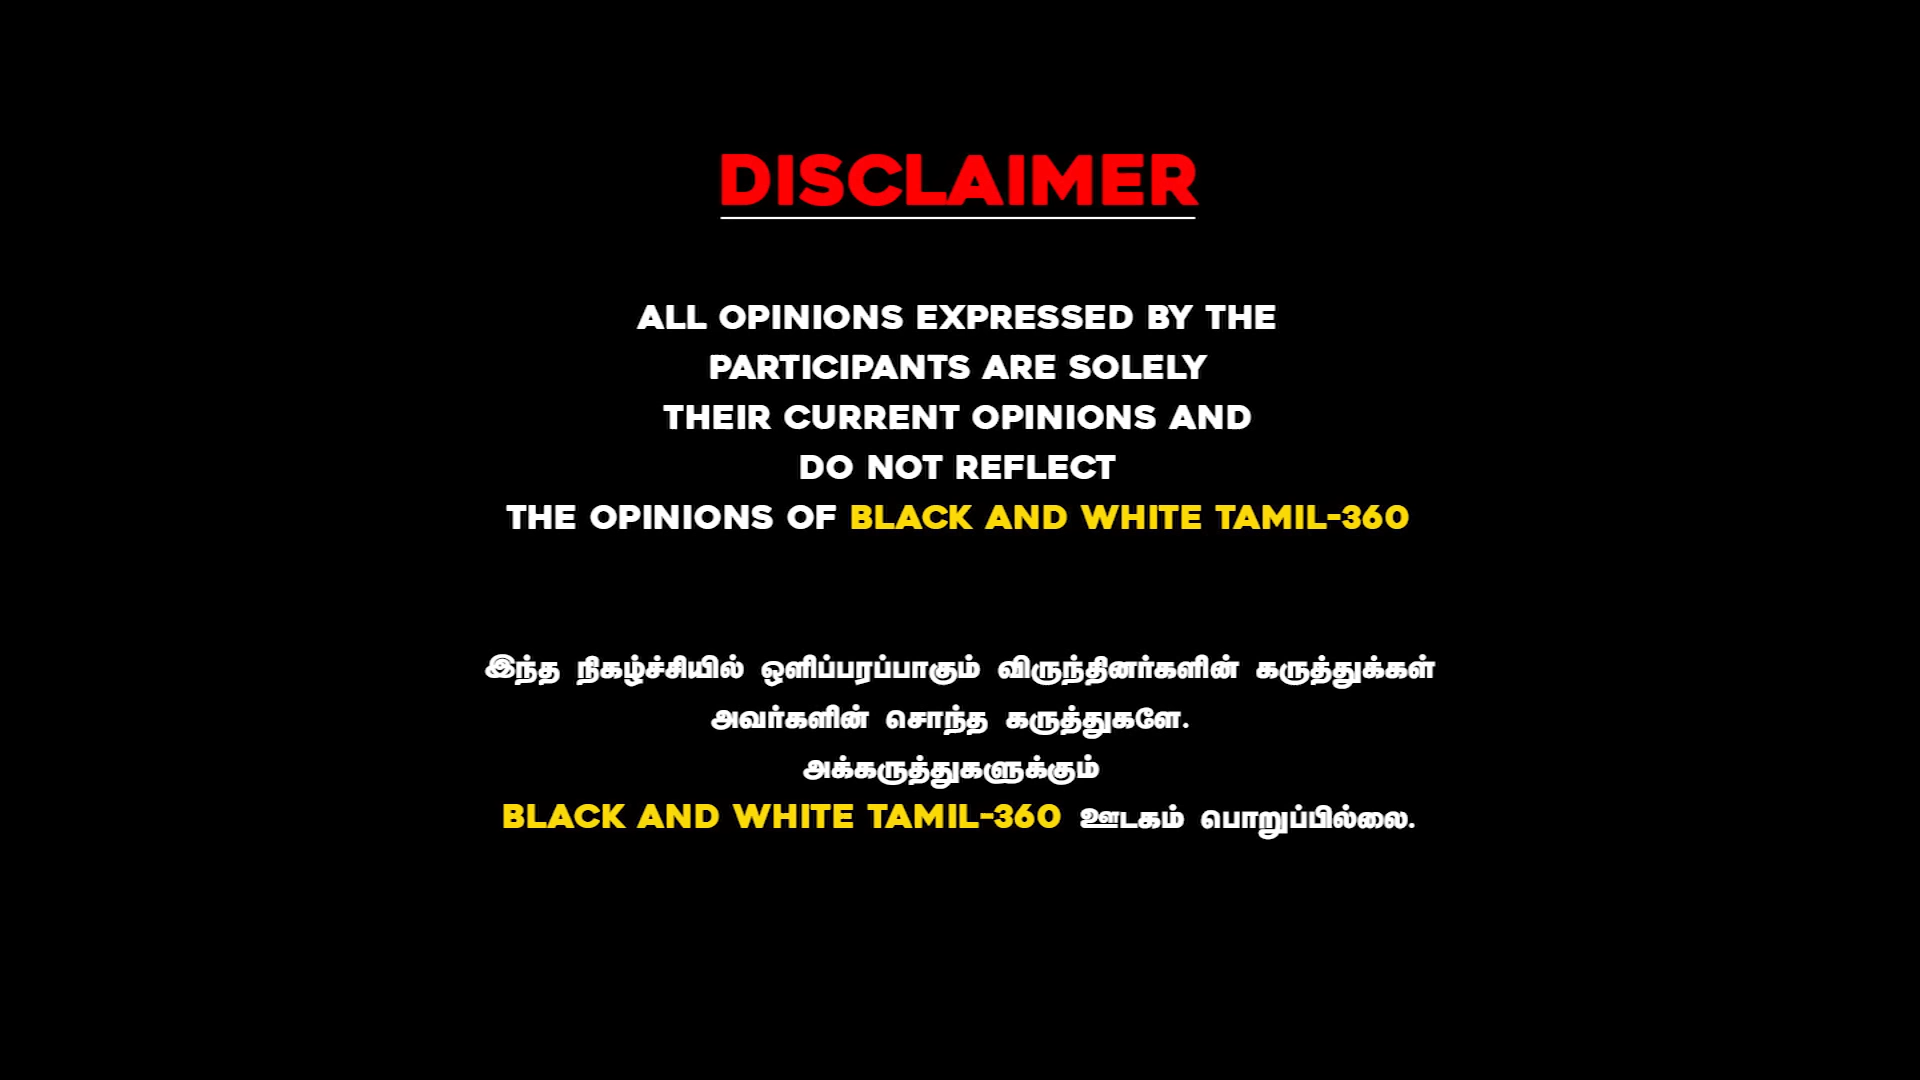 DISCLAIMER
ALL OPINIONS EXPRESSED BY THE
PARTICIPANTS ARE SOLELY
THEIR CURRENT OPINIONS AND
DO NOT REFLECT
THE OPINIONS OF BLACK AND WHITE TAMIL-360
இந்த நிகழ்ச்சியில் ஒளிப்பரப்பாகும் விருந்தினர்களின் கருத்துக்கள்
அவர்களின் சொந்த கருத்துகளே.
அக்கருத்துகளுக்கும்
BLACK AND WHITE TAMIL-360 ஊடகம் பொறுப்பில்லை.